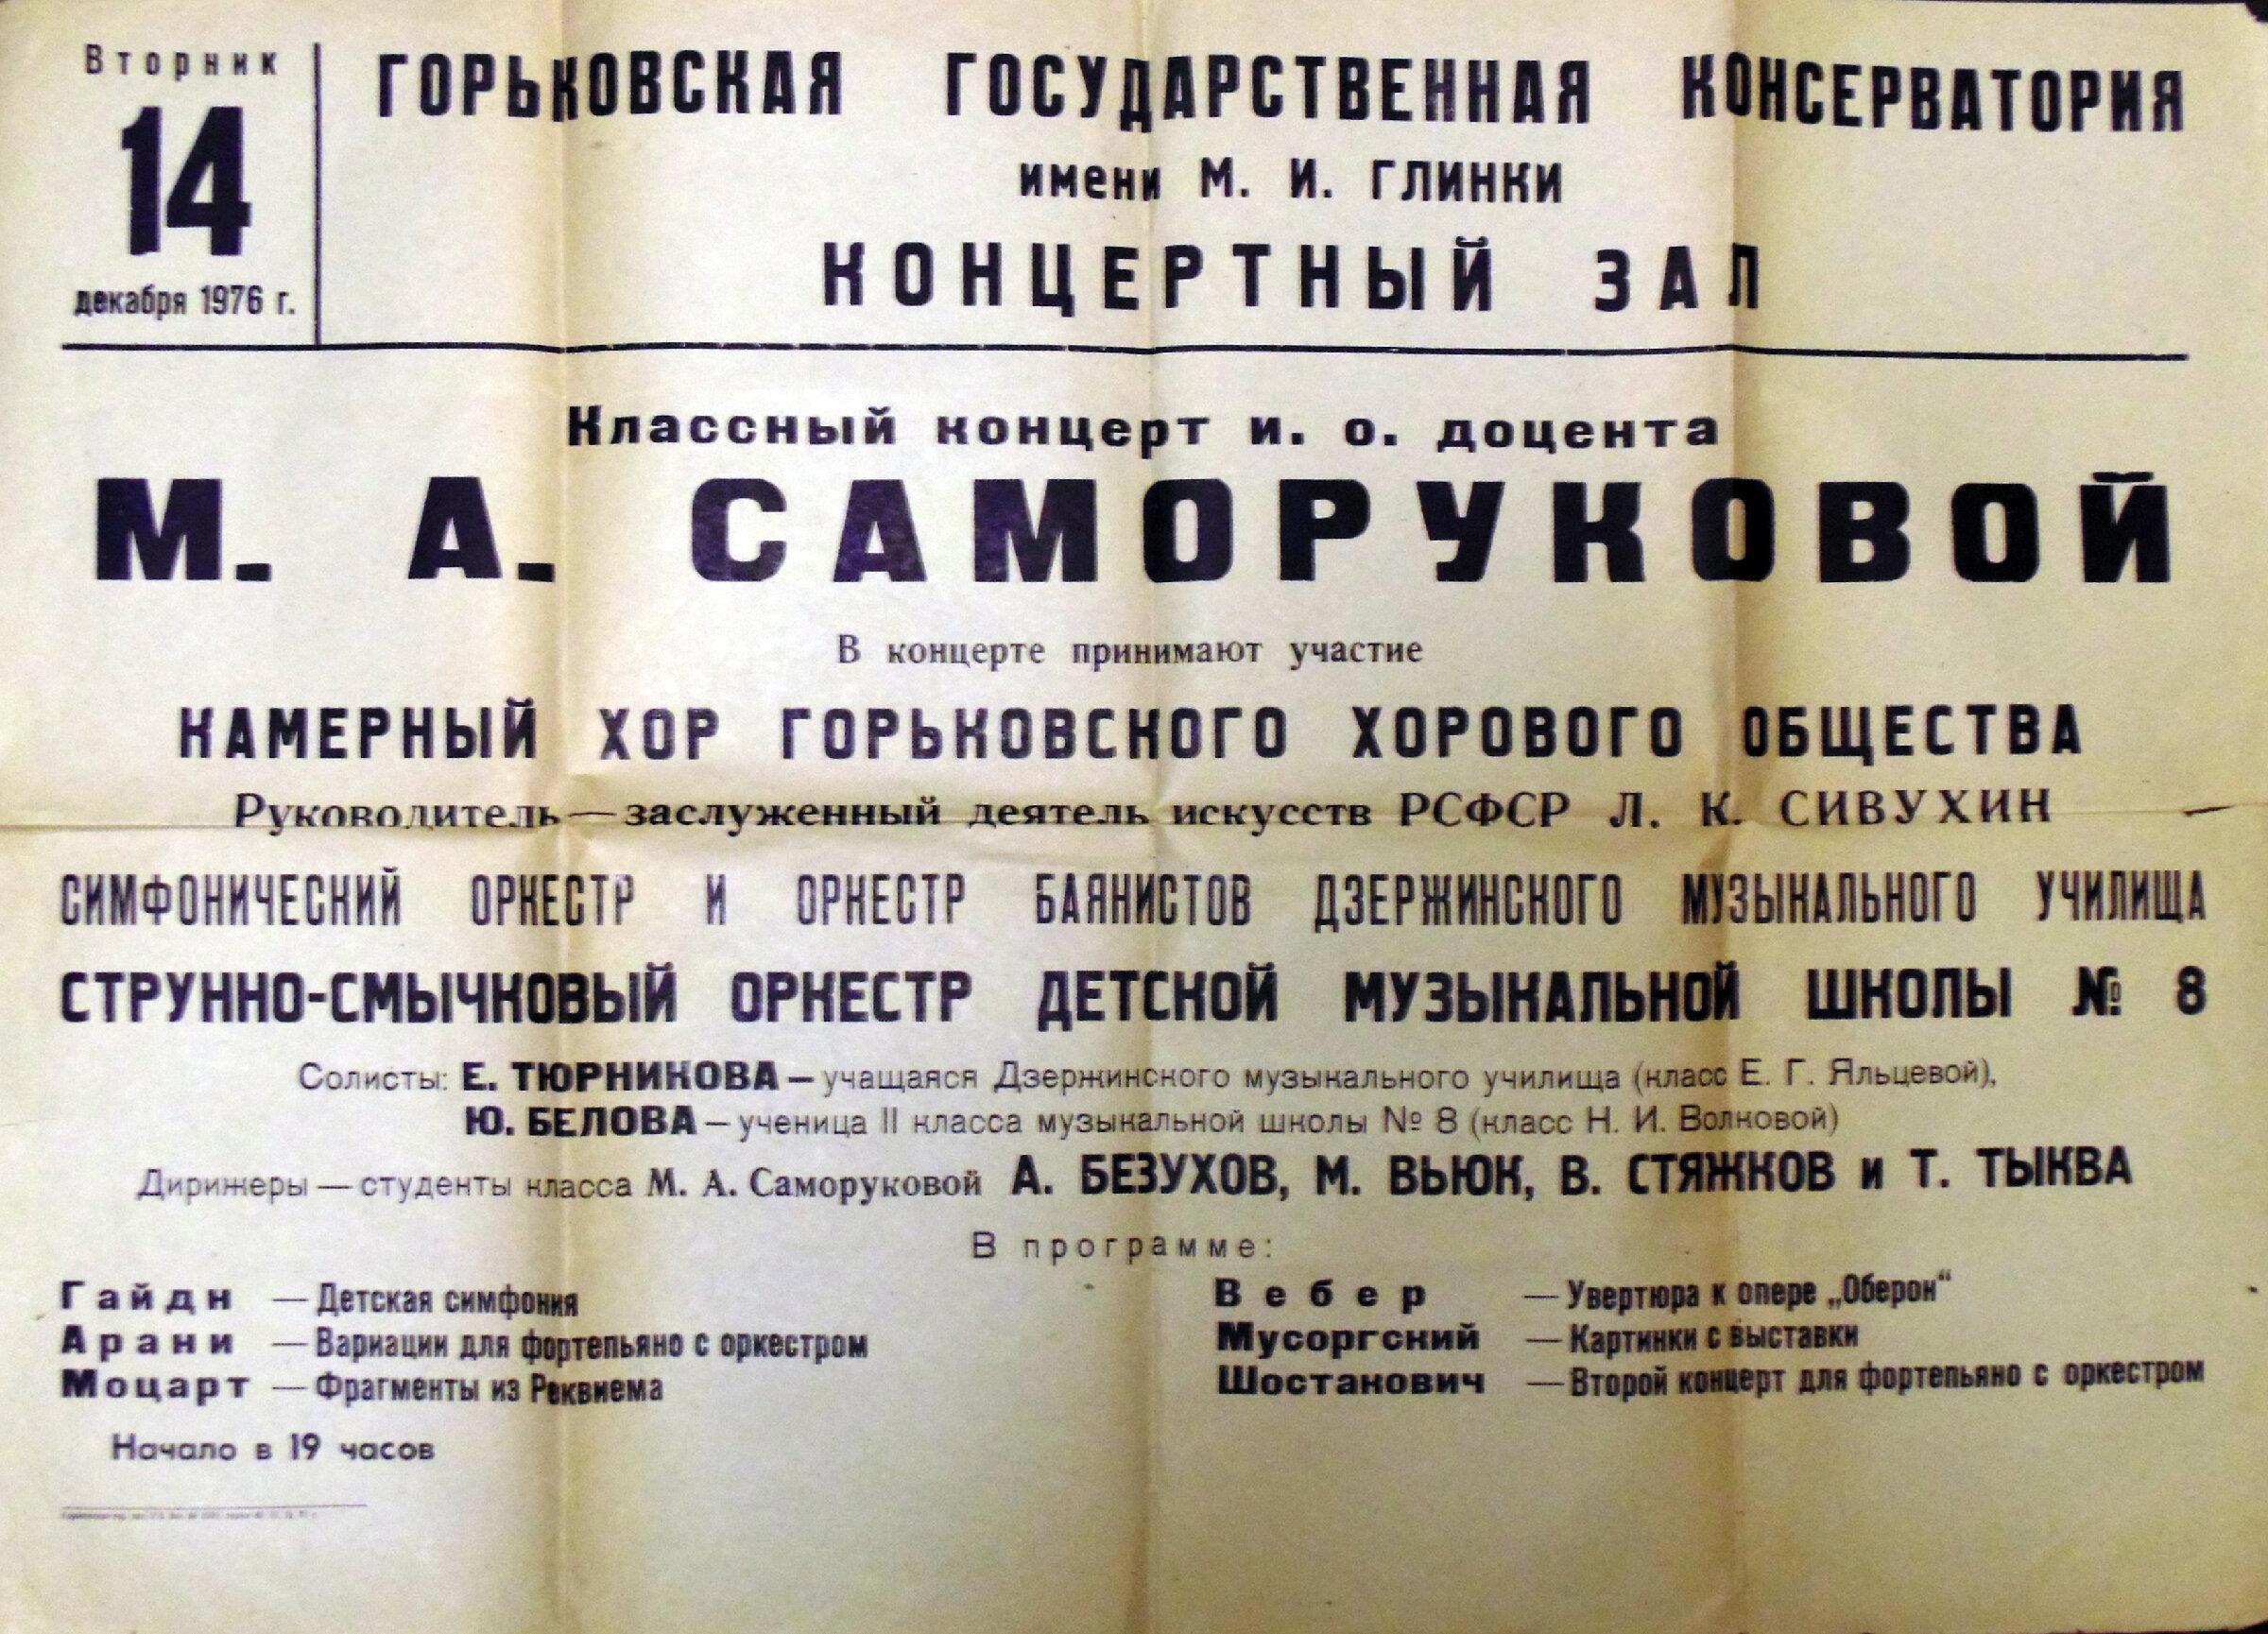 Вторник
14
декабря 1976 г.
ГОРЬКОВСКАЯ ГОСУДАРСТВЕННАЯ КОНСЕРВАТОРИЯ
имени М. И. ГЛИНКИ
КОНЦЕРТНЫЙ ЗАЛ
Классный концерт и. о. доцента
М. А. САМОРУКОВОЙ
В концерте принимают участие
КАМЕРНЫЙ ХОР ГОРЬКОВСКОГО ХОРОВОГО ОБЩЕСТВА
Руководитель — заслуженный деятель искусств РСФСР Л. К. СИВУХИН
СИМФОНИЧЕСКИЙ ОРКЕСТР И ОРКЕСТР БАЯНИСТОВ ДЗЕРЖИНСКОГО МУЗЫКАЛЬНОГО УЧИЛИЩА
СТРУННО-СМЫЧКОВЫЙ ОРКЕСТР ДЕТСКОЙ МУЗЫКАЛЬНОЙ ШКОЛЫ № 8
Солисты: Е. ТЮРНИКОВА — учащаяся Дзержинского музыкального училища (класс Е. Г. Яльцевой),
Ю. БЕЛОВА — ученица II класса музыкальной школы № 8 (класс Н. И. Волковой)
Дирижеры — студенты класса М. А. Саморуковой А. БЕЗУХОВ, М. ВЬЮК, В. СТЯЖКОВ и Т. ТЫКВА
В программе:
Гайдн — Детская симфония
Арани — Вариации для фортепьяно с оркестром
Моцарт — Фрагменты из Реквиема
Вебер — Увертюра к опере „Оберон“
Мусоргский — Картинки с выставки
Шостакович — Второй концерт для фортепьяно с оркестром
Начало в 19 часов